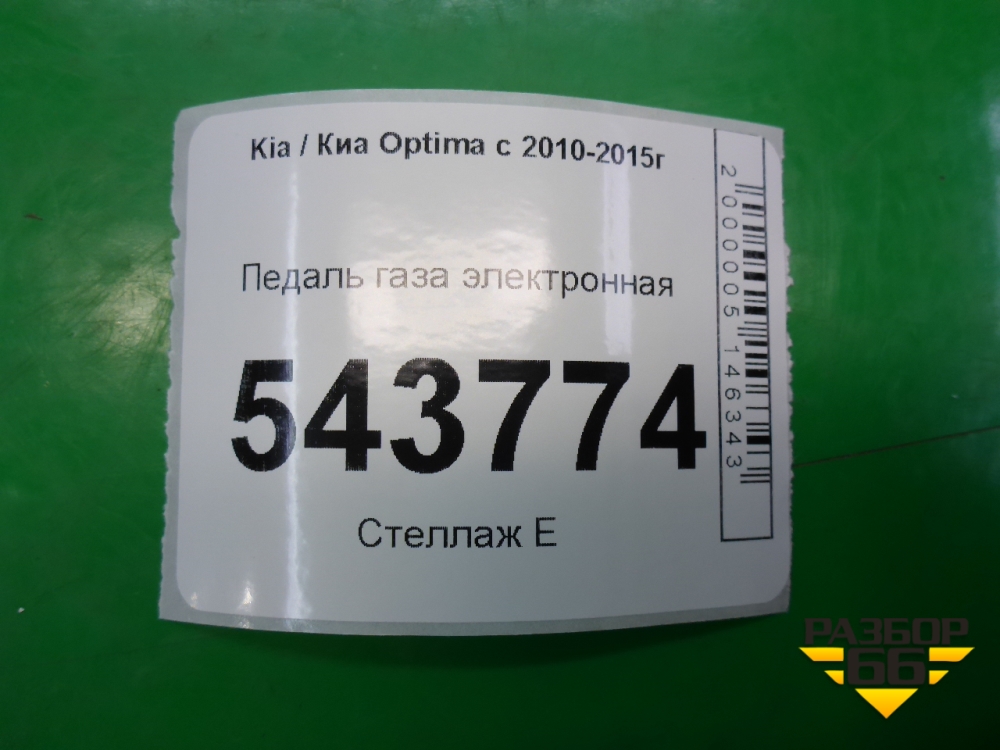 Kia / Киа Optima с 2010-2015г
Педаль газа электронная
543774
Стеллаж Е
2000005146343
РАЗБОР
66